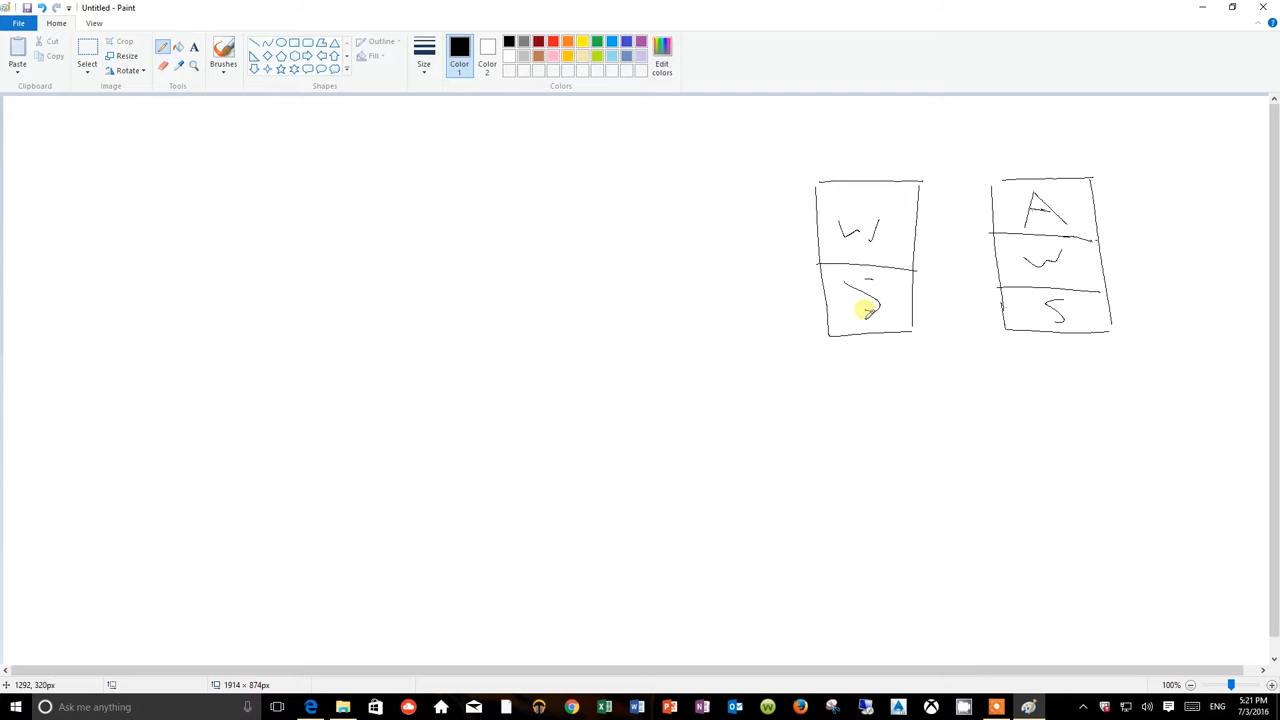 Untitled - Paint
File Home View
Paste
Cut
Copy
Clipboard
Select
Crop
Resize
Rotate
Image
Tools
A
Brushes
Shapes
Outline
Fill
Size
Color 1
Color 2
Edit colors
Colors
A
W W
S S
1292, 320px
1914 × 874px
100%
Ask me anything
ENG
5:21 PM
7/3/2016